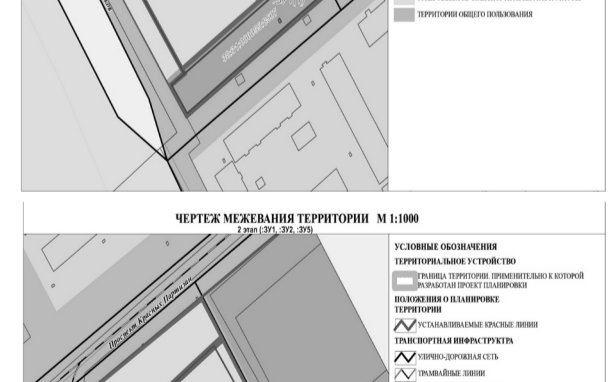 ТЕРРИТОРИИ ОБЩЕГО ПОЛЬЗОВАНИЯ
ЧЕРТЕЖ МЕЖЕВАНИЯ ТЕРРИТОРИИ М 1:1000
2 этап (:ЗУ1, :ЗУ2, :ЗУ5)
УСЛОВНЫЕ ОБОЗНАЧЕНИЯ
ТЕРРИТОРИАЛЬНОЕ УСТРОЙСТВО
ГРАНИЦА ТЕРРИТОРИИ. ПРИМЕНИТЕЛЬНО К КОТОРОЙ
РАЗРАБОТАН ПРОЕКТ ПЛАНИРОВКИ
ПОЛОЖЕНИЯ О ПЛАНИРОВКЕ
ТЕРРИТОРИИ
УСТАНАВЛИВАЕМЫЕ КРАСНЫЕ ЛИНИИ
ТРАНСПОРТНАЯ ИНФРАСТРУКТРА
УЛИЧНО-ДОРОЖНАЯ СЕТЬ
ТРАМВАЙНЫЕ ЛИНИИ
Проспект Красных Партизан